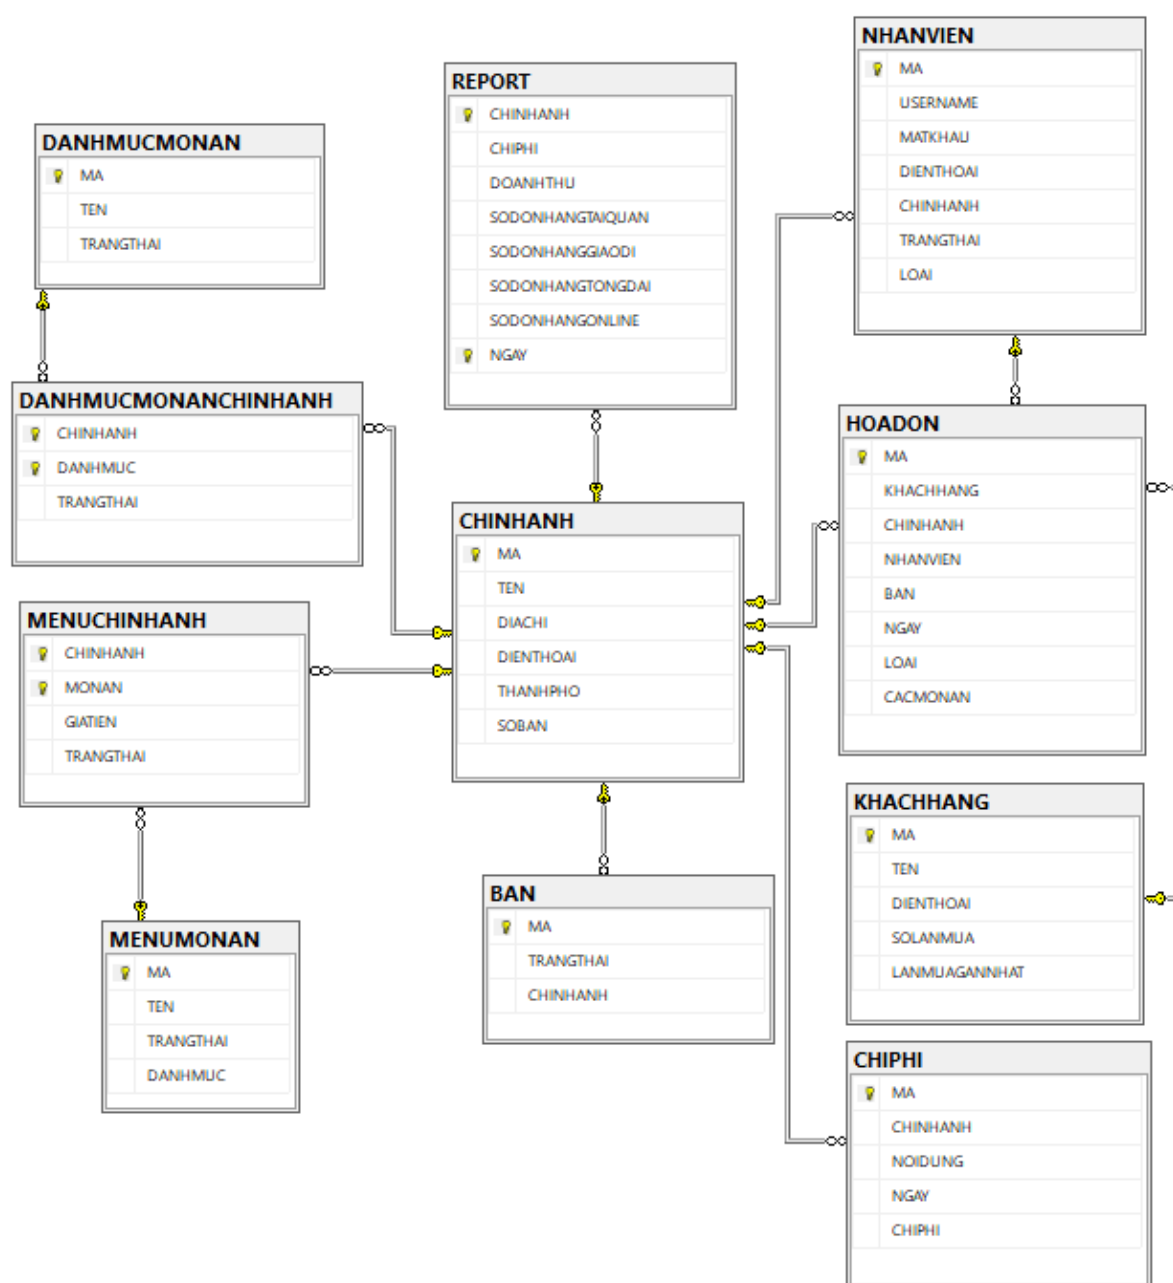 DANHMUCMONAN
MA
TEN
TRANGTHAI
DANHMUCMONANCHINHANH
CHINHANH
DANHMUC
TRANGTHAI
MENUCHINHANH
CHINHANH
MONAN
GIATIEN
TRANGTHAI
MENUMONAN
MA
TEN
TRANGTHAI
DANHMUC
REPORT
CHINHANH
CHIPHI
DOANHTHU
SODONHANGTAIQUAN
SODONHANGGIAODI
SODONHANGTONGDAI
SODONHANGONLINE
NGAY
CHINHANH
MA
TEN
DIACHI
DIENTHOAI
THANHPHO
SOBAN
BAN
MA
TRANGTHAI
CHINHANH
NHANVIEN
MA
USERNAME
MATKHAU
DIENTHOAI
CHINHANH
TRANGTHAI
LOAI
HOADON
MA
KHACHHANG
CHINHANH
NHANVIEN
BAN
NGAY
LOAI
CACMONAN
KHACHHANG
MA
TEN
DIENTHOAI
SOLANMUA
LANMUAGANNHAT
CHIPHI
MA
CHINHANH
NOIDUNG
NGAY
CHIPHI